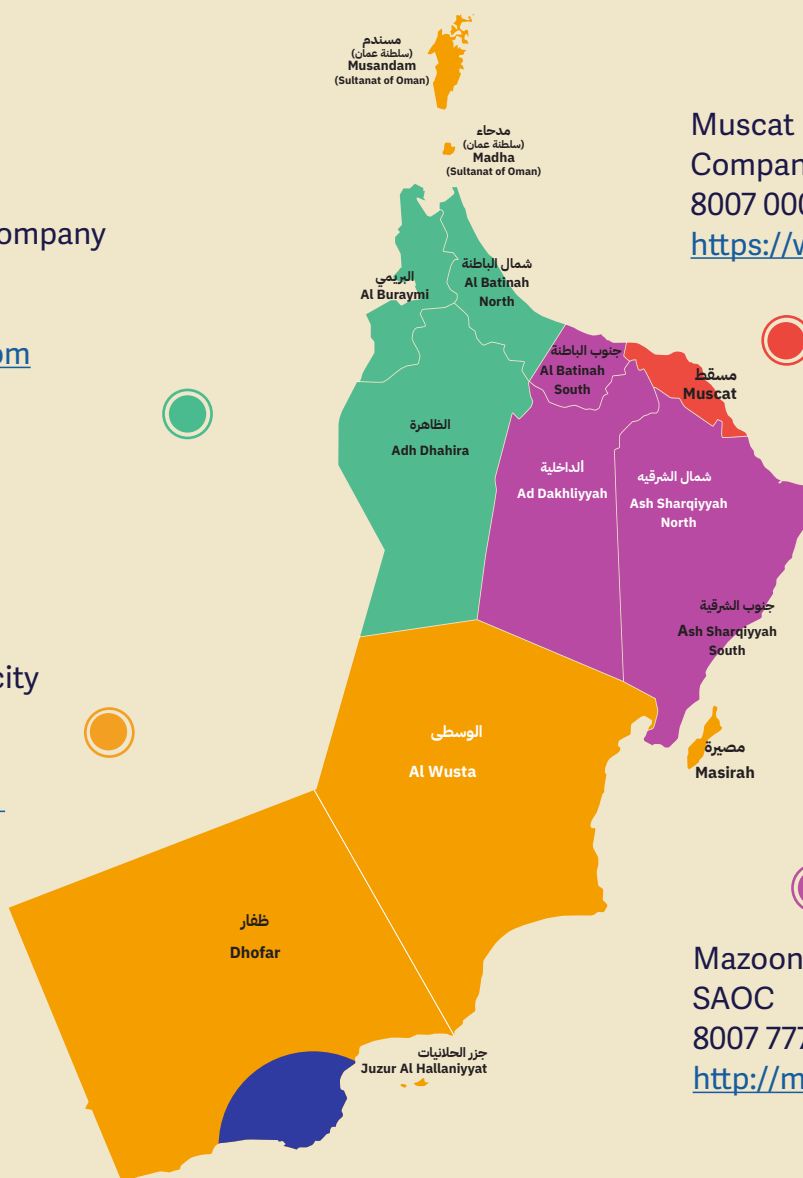 مسندم
(سلطنة عمان)
Musandam
(Sultanat of Oman)
مدحاء
(سلطنة عمان)
Madha
(Sultanat of Oman)
Muscat
Compan
8007 000
https://w
ompany
om
البريمي
Al Buraymi
شمال الباطنة
Al Batinah
North
جنوب الباطنة
Al Batinah
South
مسقط
Muscat
الظاهرة
Adh Dhahira
الداخلية
Ad Dakhliyyah
شمال الشرقيه
Ash Sharqiyyah
North
جنوب الشرقية
Ash Sharqiyyah
South
city
الوسطى
Al Wusta
مصيرة
Masirah
ظفار
Dhofar
جزر الحلانيات
Juzur Al Hallaniyyat
Mazoon
SAOC
8007 777
http://m